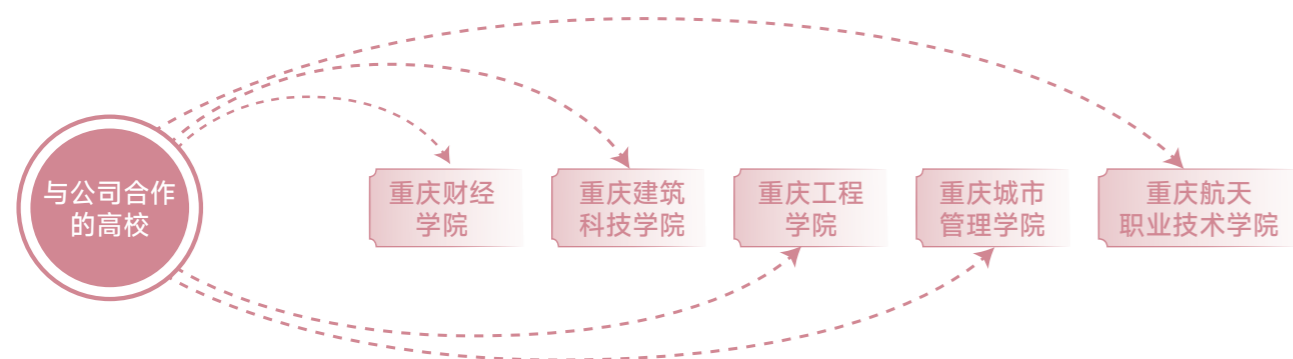 与公司合作
的高校
重庆财经
学院
重庆建筑
科技学院
重庆工程
学院
重庆城市
管理学院
重庆航天
职业技术学院